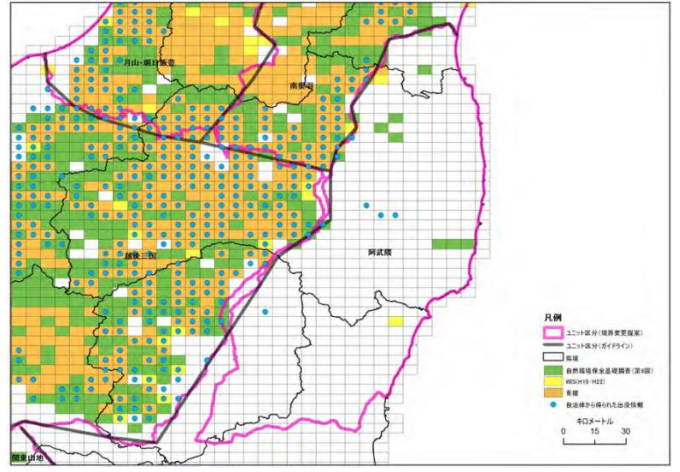 月山・朝日飯豊
南奥羽
越後三国
阿武隈
関東山地
凡例
ユニット区分(境界変更提案)
ユニット区分(ガイドライン)
県境
自然環境保全基礎調査(第6回)
WIS(H19-H22)
自治体から得られた出没情報
キロメートル
0 15 30